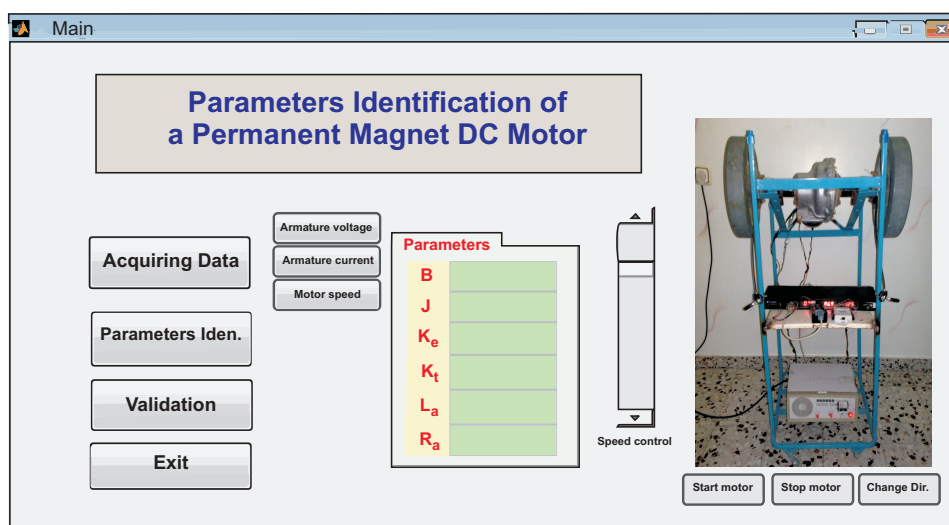 Main
Parameters Identification of
a Permanent Magnet DC Motor
Acquiring Data
Parameters Iden.
Validation
Exit
Armature voltage
Armature current
Motor speed
Parameters
B
J
Ke
Kt
La
Ra
Speed control
Start motor
Stop motor
Change Dir.